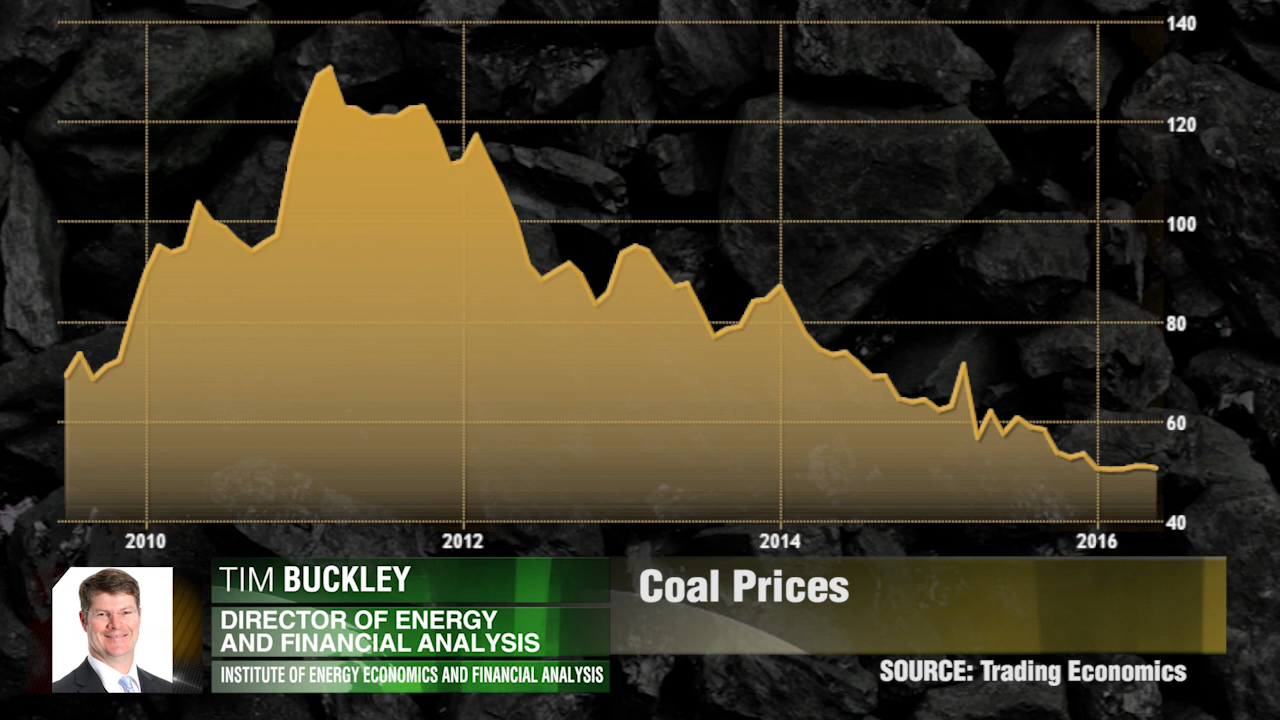 140
120
100
80
60
40
2010 2012 2014 2016
TIM BUCKLEY
DIRECTOR OF ENERGY
AND FINANCIAL ANALYSIS
INSTITUTE OF ENERGY ECONOMICS AND FINANCIAL ANALYSIS
Coal Prices
SOURCE: Trading Economics